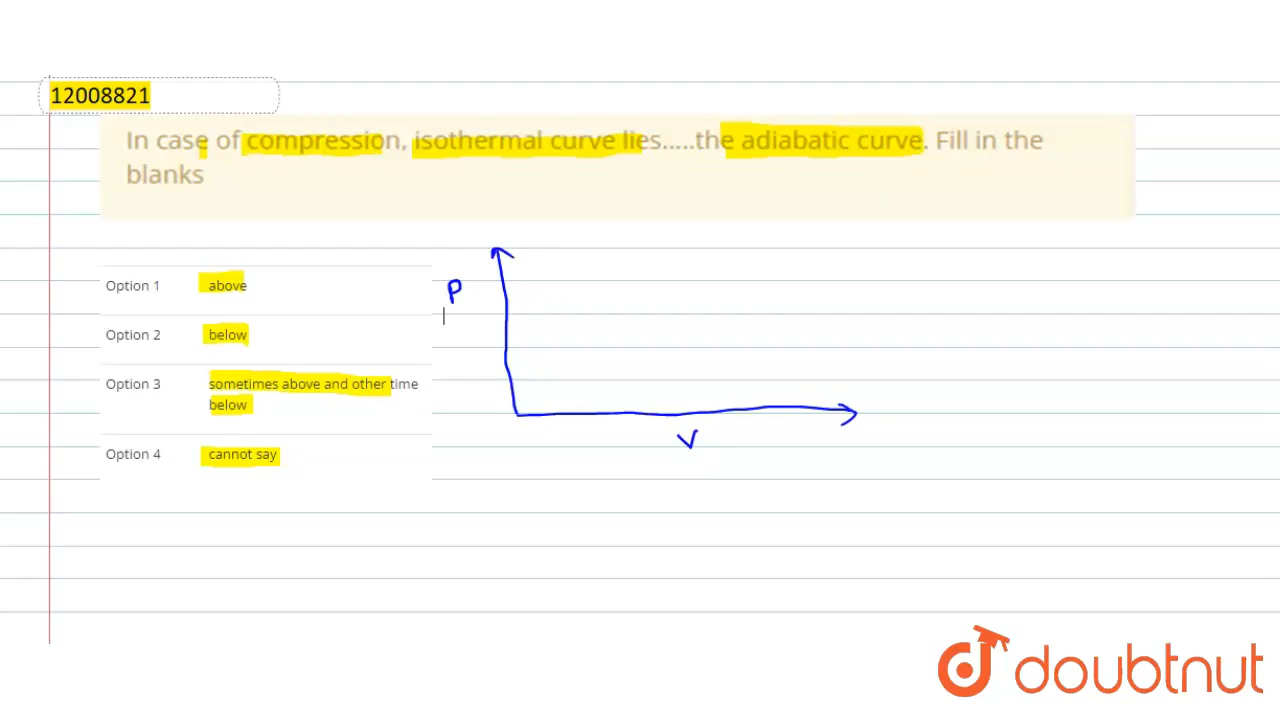 12008821
In case of compression, isothermal curve lies.....the adiabatic curve. Fill in the
blanks
Option 1 above
Option 2 below
Option 3 sometimes above and other time
below
Option 4 cannot say
P
V
doubtnut